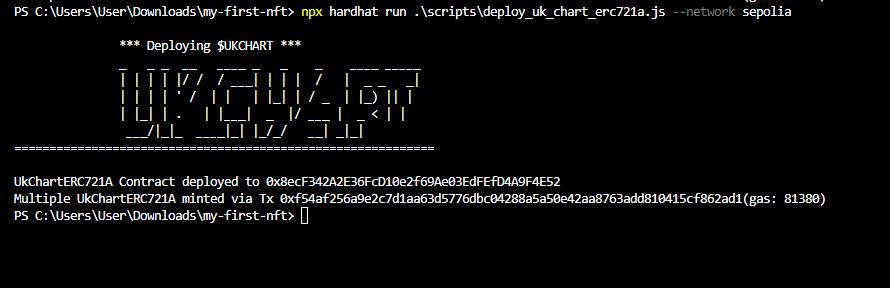 PS C:\Users\User\Downloads\my-first-nft> npx hardhat run .\scripts\deploy_uk_chart_erc721a.js --network sepolia
*** Deploying $UKCHART ***
UKCHART
============================================================
UkChartERC721A Contract deployed to 0x8ecF342A2E36FcD10e2f69Ae03EdFEfD4A9F4E52
Multiple UkChartERC721A minted via Tx 0xf54af256a9e2c7d1aa63d5776dbc04288a5a50e42aa8763add810415cf862ad1(gas: 81380)
PS C:\Users\User\Downloads\my-first-nft>